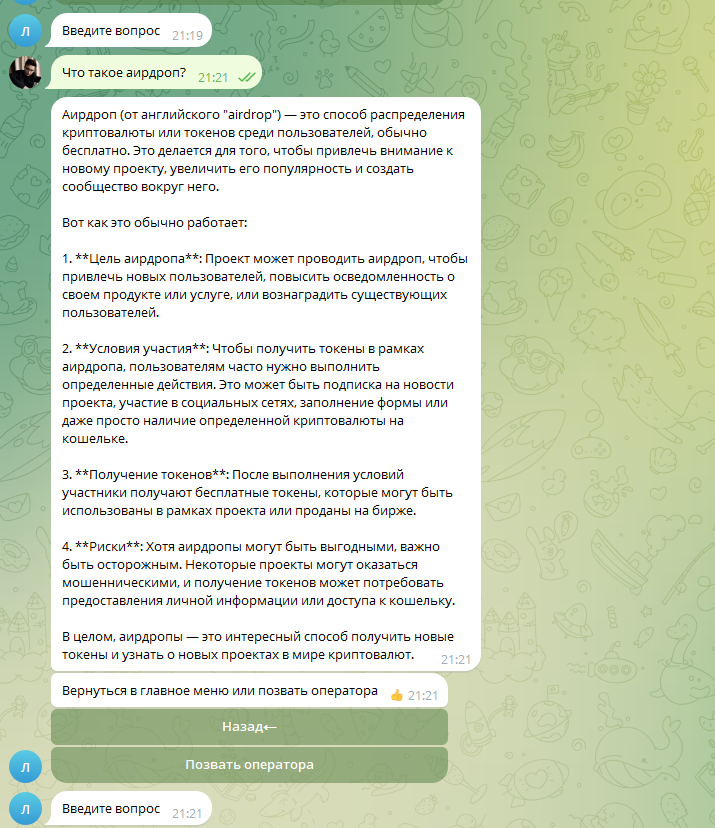 Л
Введите вопрос 21:19
Что такое аирдроп? 21:21
Аирдроп (от английского "airdrop") — это способ распределения
криптовалюты или токенов среди пользователей, обычно
бесплатно. Это делается для того, чтобы привлечь внимание к
новому проекту, увеличить его популярность и создать
сообщество вокруг него.
Вот как это обычно работает:
1. **Цель аирдропа**: Проект может проводить аирдроп, чтобы
привлечь новых пользователей, повысить осведомленность о
своем продукте или услуге, или вознаградить существующих
пользователей.
2. **Условия участия**: Чтобы получить токены в рамках
аирдропа, пользователям часто нужно выполнить
определенные действия. Это может быть подписка на новости
проекта, участие в социальных сетях, заполнение формы или
даже просто наличие определенной криптовалюты на
кошельке.
3. **Получение токенов**: После выполнения условий
участники получают бесплатные токены, которые могут быть
использованы в рамках проекта или проданы на бирже.
4. **Риски**: Хотя аирдропы могут быть выгодными, важно
быть осторожным. Некоторые проекты могут оказаться
мошенническими, и получение токенов может потребовать
предоставления личной информации или доступа к кошельку.
В целом, аирдропы — это интересный способ получить новые
токены и узнать о новых проектах в мире криптовалют. 21:21
Вернуться в главное меню или позвать оператора 👍 21:21
Назад←
Позвать оператора
Л
Л
Введите вопрос 21:21